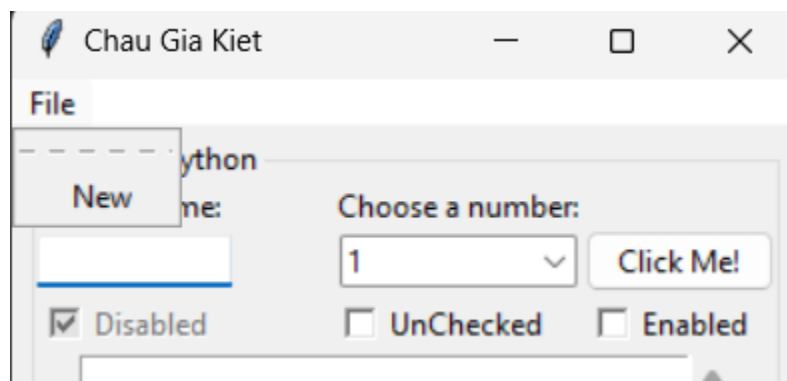 Chau Gia Kiet
File
ython
New
me:
Choose a number:
1
Click Me!
Disabled
UnChecked
Enabled